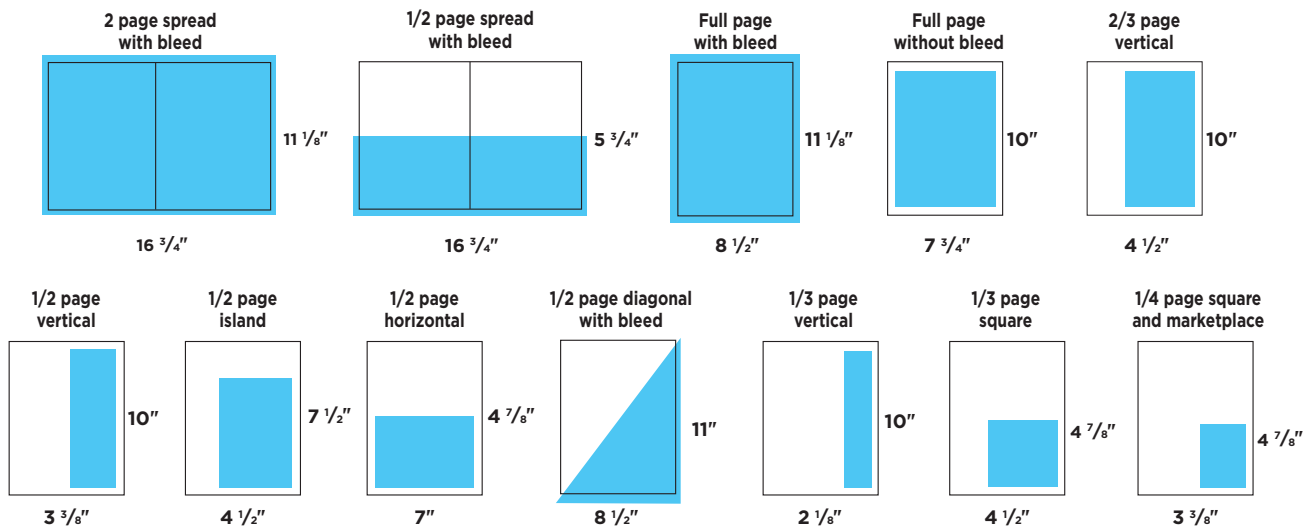 2 page spread
with bleed
11 ⅛"
16 ¾"
1/2 page spread
with bleed
5 ¾"
16 ¾"
Full page
with bleed
11 ⅛"
8 ½"
Full page
without bleed
10"
7 ¾"
2/3 page
vertical
10"
4 ½"
1/2 page
vertical
10"
3 ⅜"
1/2 page
island
7 ½"
4 ½"
1/2 page
horizontal
4 ⅞"
7"
1/2 page diagonal
with bleed
11"
8 ½"
1/3 page
vertical
10"
2 ⅛"
1/3 page
square
4 ⅞"
4 ½"
1/4 page square
and marketplace
4 ⅞"
3 ⅜"